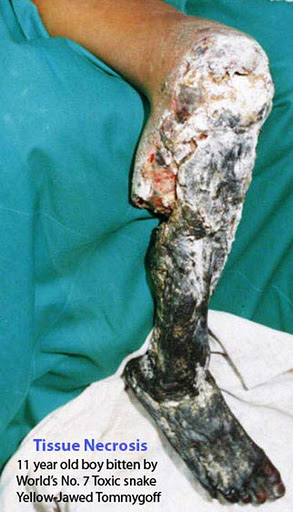 Tissue Necrosis
11 year old boy bitten by
World's No. 7 Toxic snake
Yellow-Jawed Tommygoff